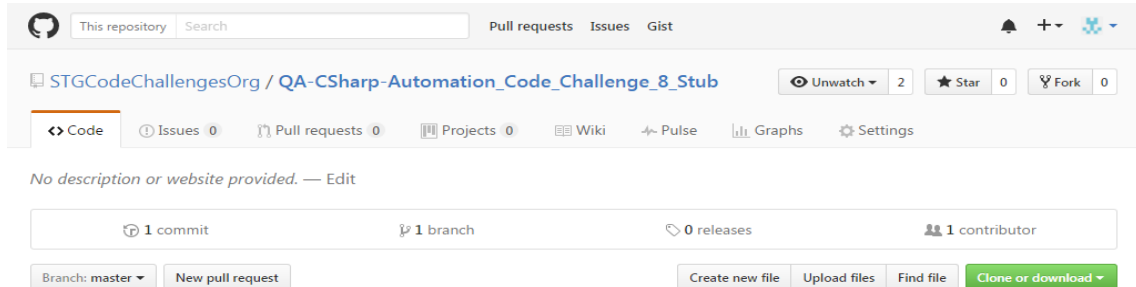 This repository Search Pull requests Issues Gist
STGCodeChallengesOrg / QA-CSharp-Automation_Code_Challenge_8_Stub Unwatch 2 Star 0 Fork 0
Code Issues 0 Pull requests 0 Projects 0 Wiki Pulse Graphs Settings
No description or website provided. — Edit
1 commit 1 branch 0 releases 1 contributor
Branch: master New pull request Create new file Upload files Find file Clone or download